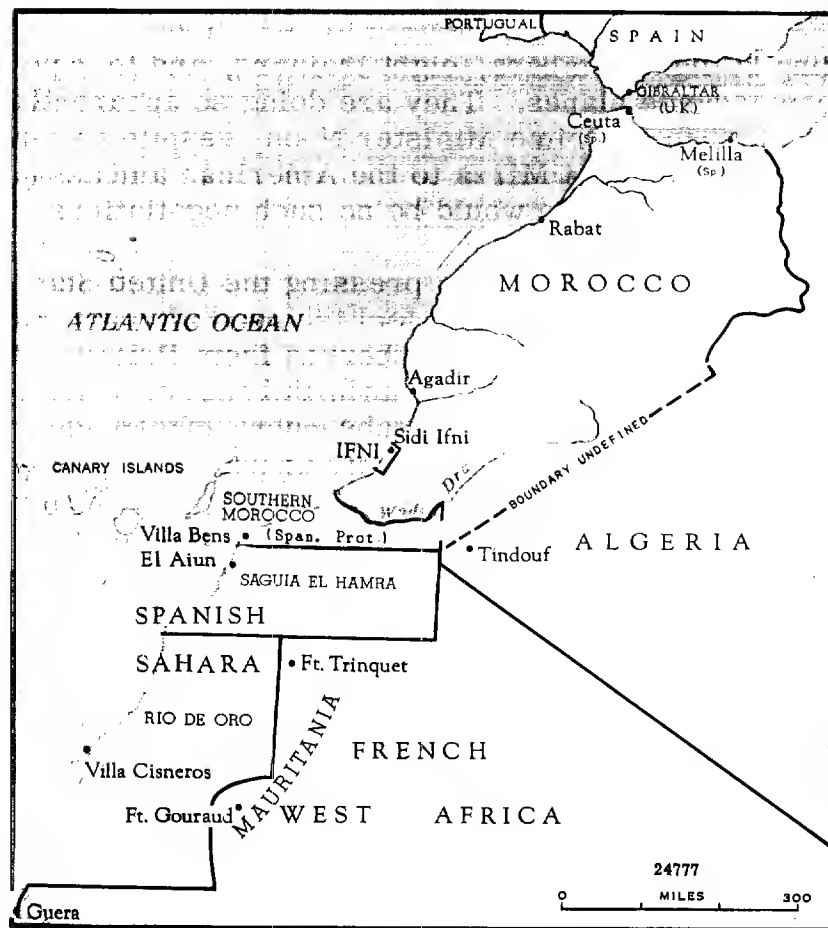 PORTUGUAL
SPAIN
GIBRALTAR
(U.K.)
Ceuta
(Sp.)
Melilla
(Sp)
Rabat
MOROCCO
ATLANTIC OCEAN
Agadir
Sidi Ifni
IFNI
CANARY ISLANDS
Dra
BOUNDARY UNDEFINED
SOUTHERN
MOROCCO
(Span. Prot.)
Villa Bens
El Aiun
Tindouf
ALGERIA
SAGUIA EL HAMRA
SPANISH
SAHARA
Ft. Trinquet
RIO DE ORO
MAURITANIA
FRENCH
Villa Cisneros
Ft. Gouraud
WEST AFRICA
24777
0 MILES 300
Guera